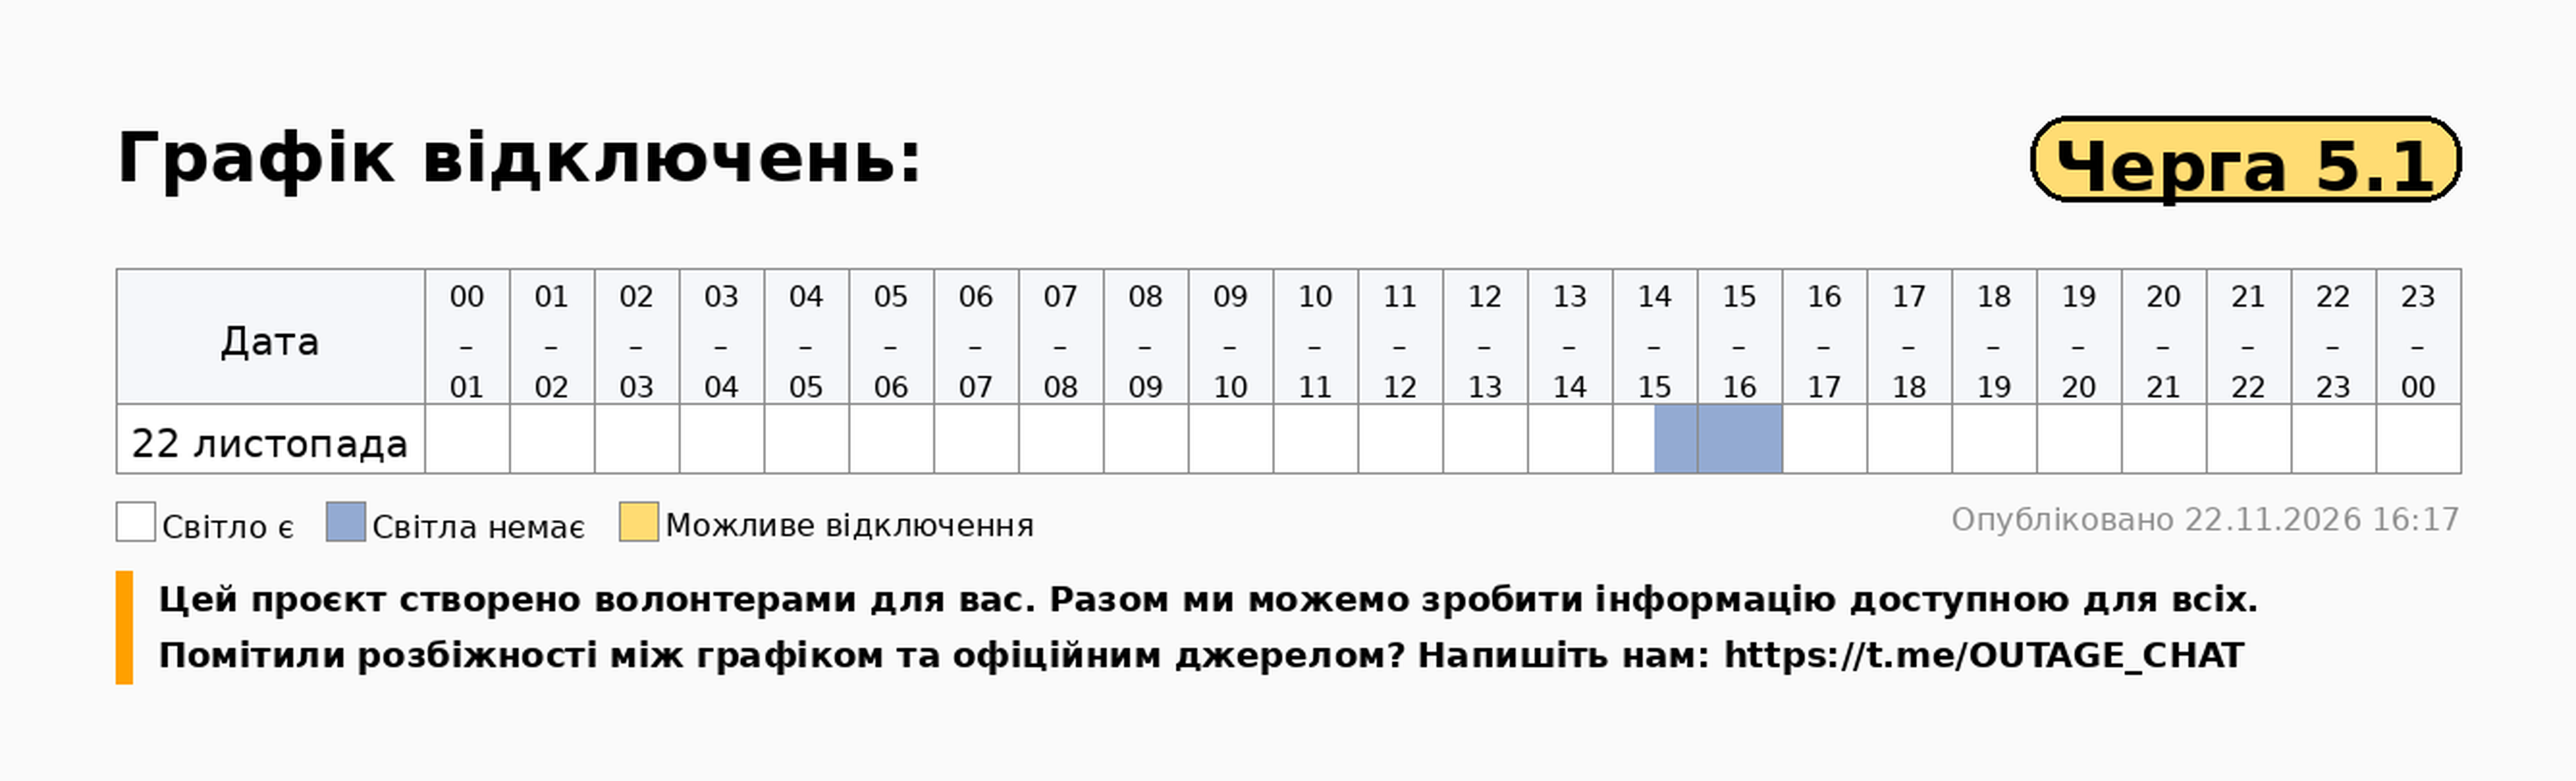 Графік відключень:
Черга 5.1
Дата
00 – 01
01 – 02
02 – 03
03 – 04
04 – 05
05 – 06
06 – 07
07 – 08
08 – 09
09 – 10
10 – 11
11 – 12
12 – 13
13 – 14
14 – 15
15 – 16
16 – 17
17 – 18
18 – 19
19 – 20
20 – 21
21 – 22
22 – 23
23 – 00
22 листопада
Світло є
Світла немає
Можливе відключення
Опубліковано 22.11.2026 16:17
Цей проєкт створено волонтерами для вас. Разом ми можемо зробити інформацію доступною для всіх.
Помітили розбіжності між графіком та офіційним джерелом? Напишіть нам: https://t.me/OUTAGE_CHAT